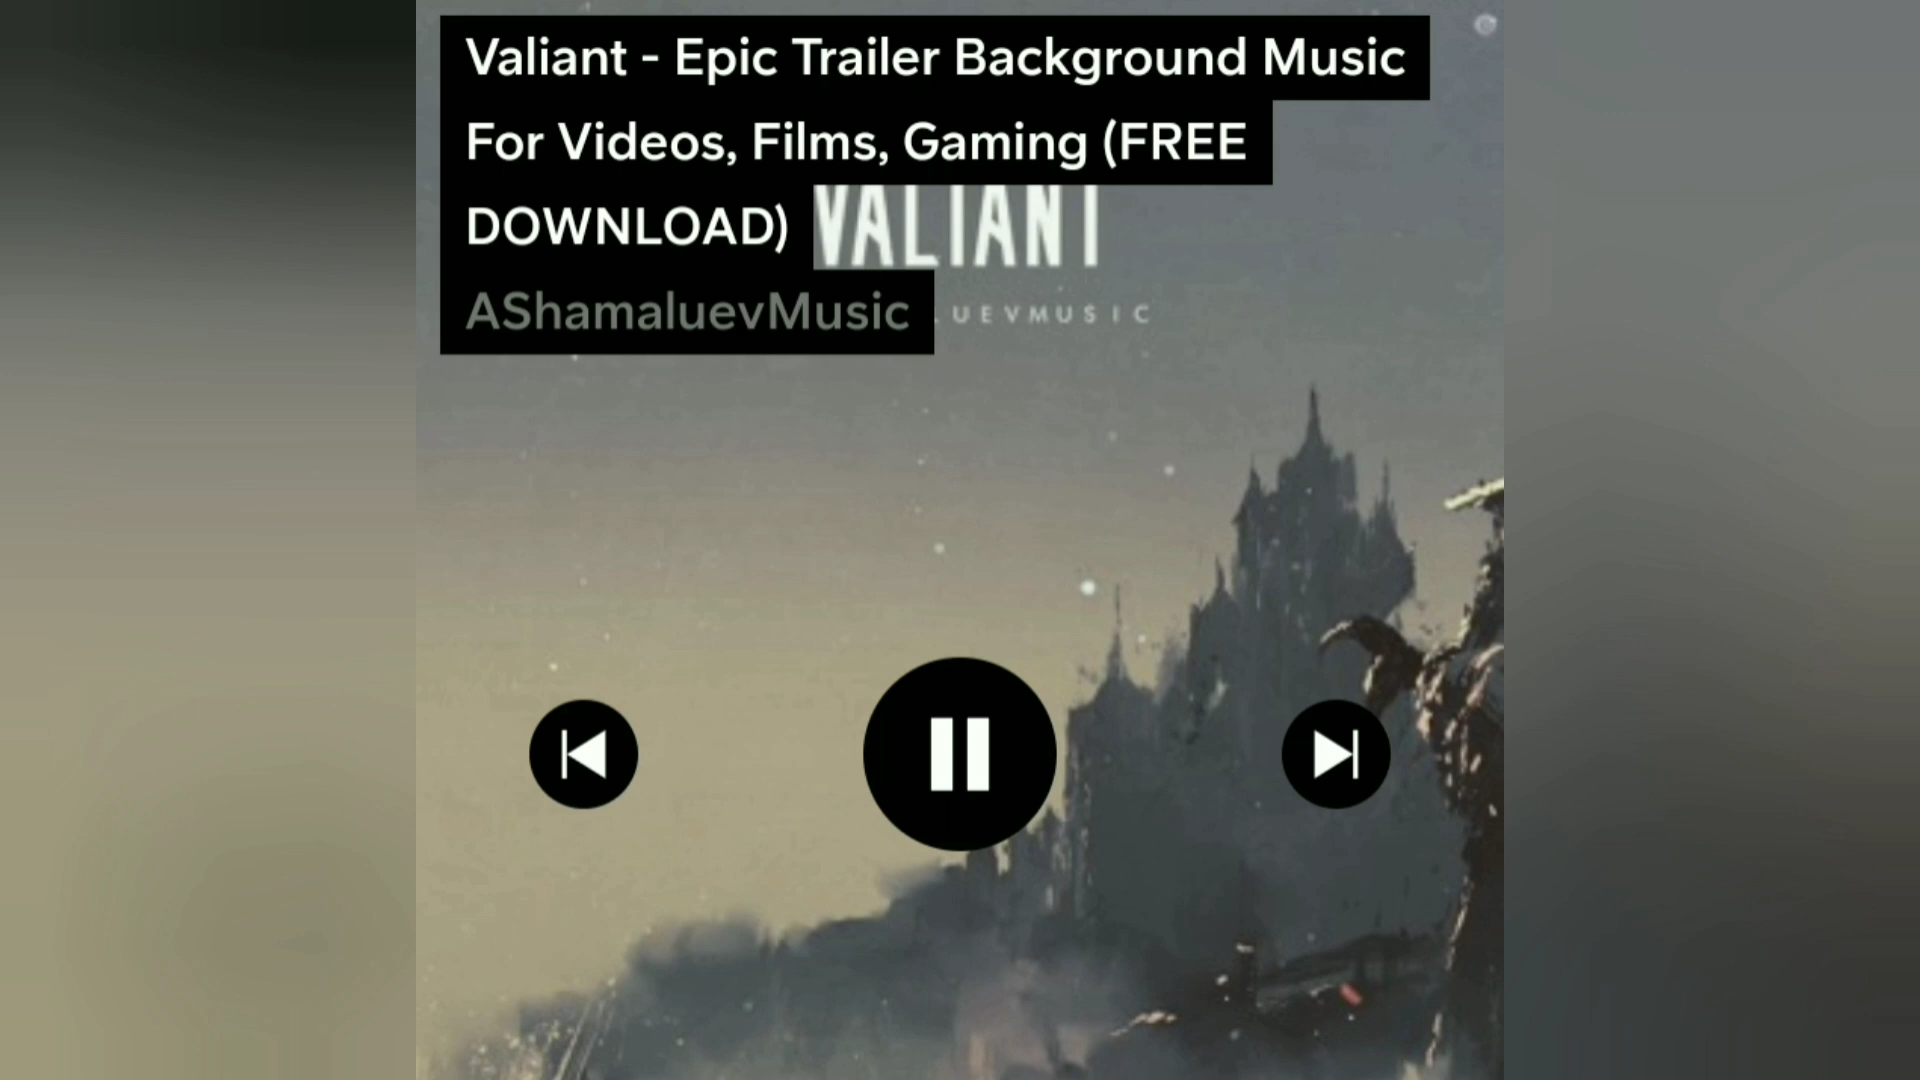 Valiant - Epic Trailer Background Music
For Videos, Films, Gaming (FREE
DOWNLOAD)
VALIANT
AShamaluevMusic
UEVMUSIC